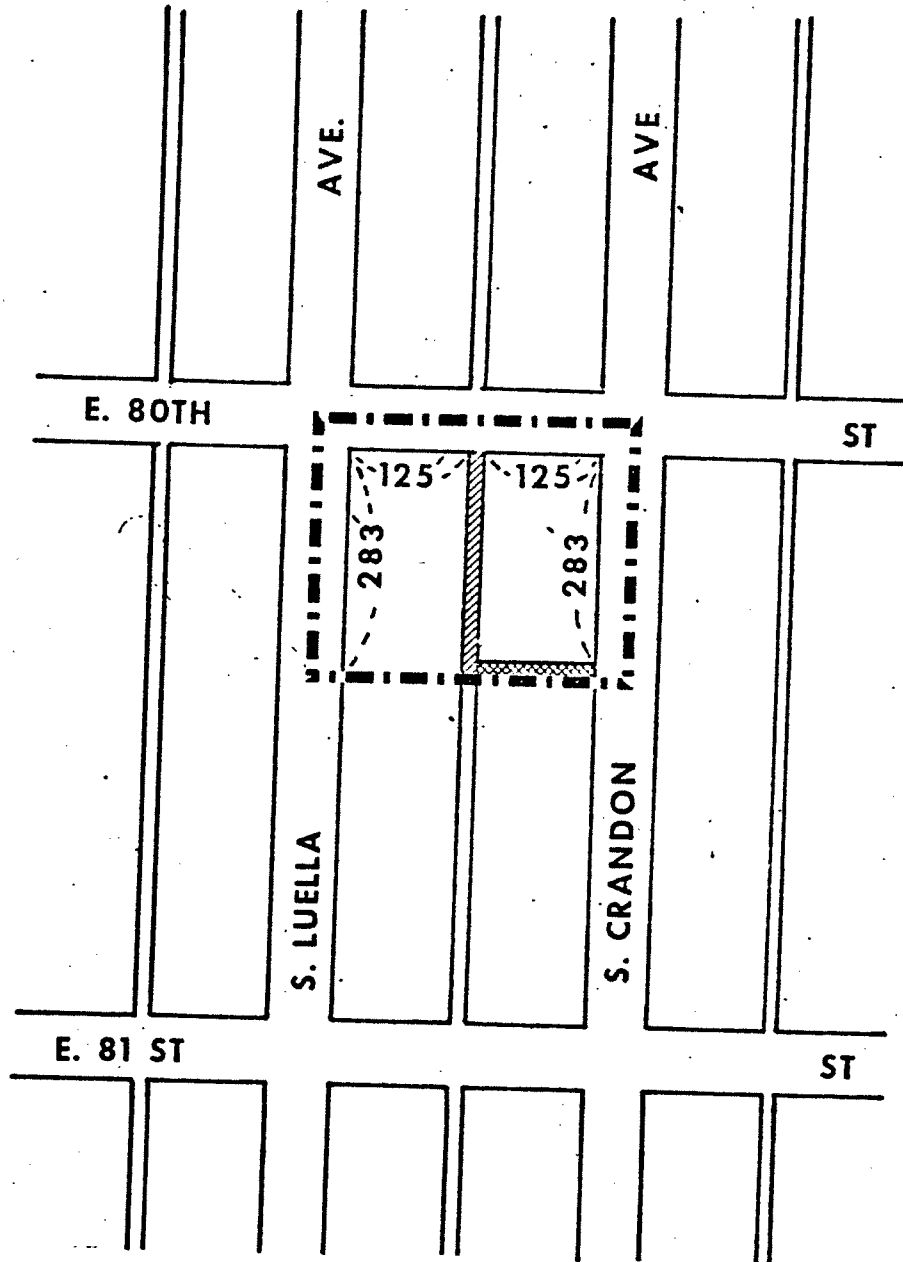 AVE.
AVE
E. 80TH
ST
125
125
283
283
S. LUELLA
S. CRANDON
E. 81 ST
ST